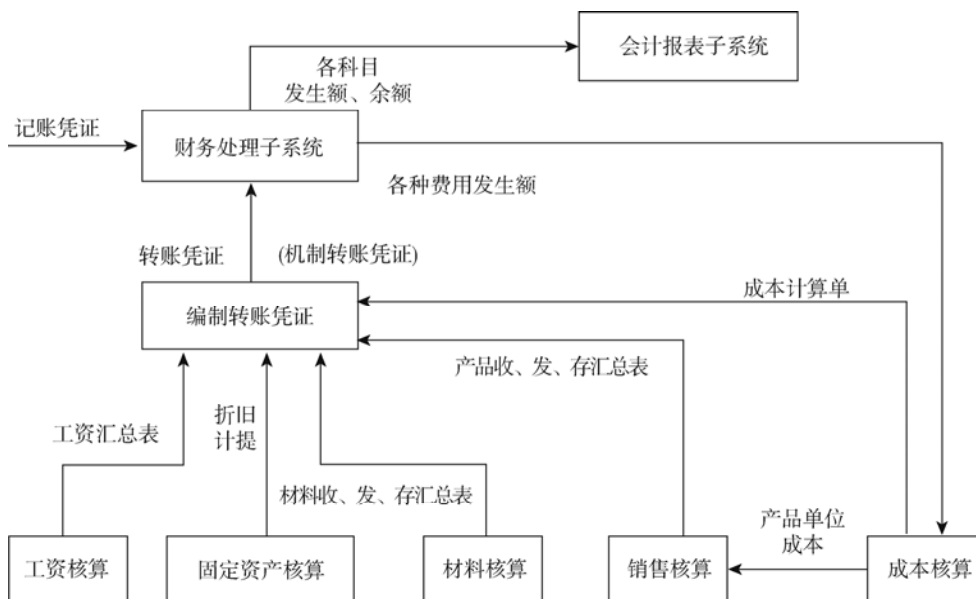 会计报表子系统
各科目
发生额、余额
记账凭证
财务处理子系统
各种费用发生额
转账凭证
(机制转账凭证)
成本计算单
编制转账凭证
产品收、发、存汇总表
工资汇总表
折旧
计提
材料收、发、存汇总表
产品单位
成本
工资核算
固定资产核算
材料核算
销售核算
成本核算